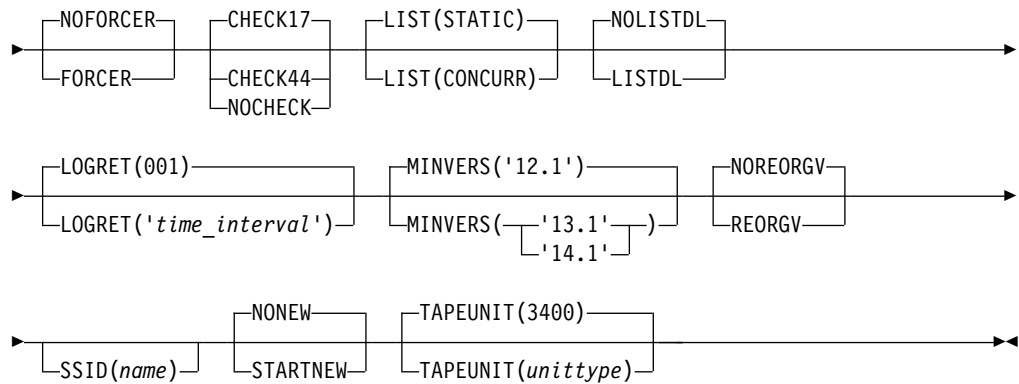 NOFORCER CHECK17 LIST(STATIC) NOLISTDL
FORCER CHECK44 LIST(CONCURR) LISTDL
NOCHECK
LOGRET(001) MINVERS('12.1') NOREORGV
LOGRET('time_interval') MINVERS( '13.1' ) REORGV
'14.1'
NONEW TAPEUNIT(3400)
SSID(name) STARTNEW TAPEUNIT(unittype)